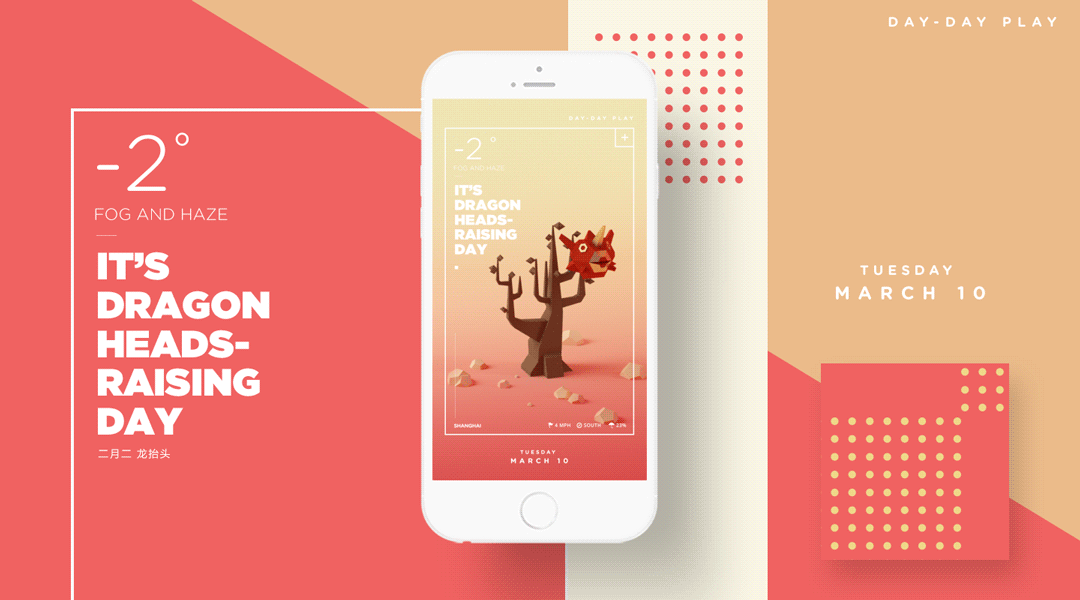 DAY-DAY PLAY
-2°
FOG AND HAZE
IT'S
DRAGON
HEADS-
RAISING
DAY
二月二 龙抬头
DAY-DAY PLAY
-2°
FOG AND HAZE
IT'S
DRAGON
HEADS-
RAISING
DAY
SHANGHAI
4 MPH
SOUTH
23%
TUESDAY
MARCH 10
TUESDAY
MARCH 10